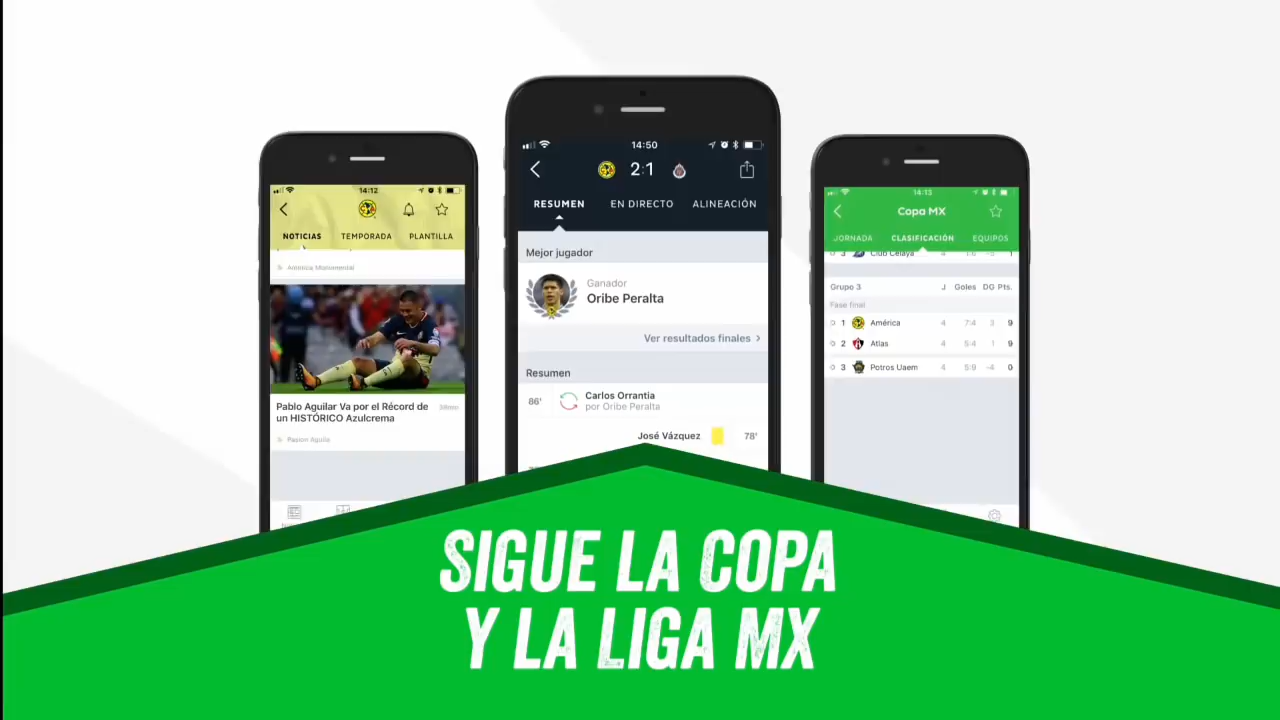 14:12
NOTICIAS TEMPORADA PLANTILLA
América Monumental
Pablo Aguilar Va por el Récord de
un HISTÓRICO Azulcrema
Pasión Águila
14:50
2:1
RESUMEN EN DIRECTO ALINEACIÓN
Mejor jugador
Ganador
Oribe Peralta
Ver resultados finales
Resumen
86' Carlos Orrantia
por Oribe Peralta
José Vázquez 78'
14:13
Copa MX
JORNADA CLASIFICACIÓN EQUIPOS
Club Celaya
Grupo 3 J Goles DG Pts.
Fase final
1 América 4 7:4 3 9
2 Atlas 4 5:4 1 9
3 Potros Uaem 4 5:9 -4 0
SIGUE LA COPA
Y LA LIGA MX